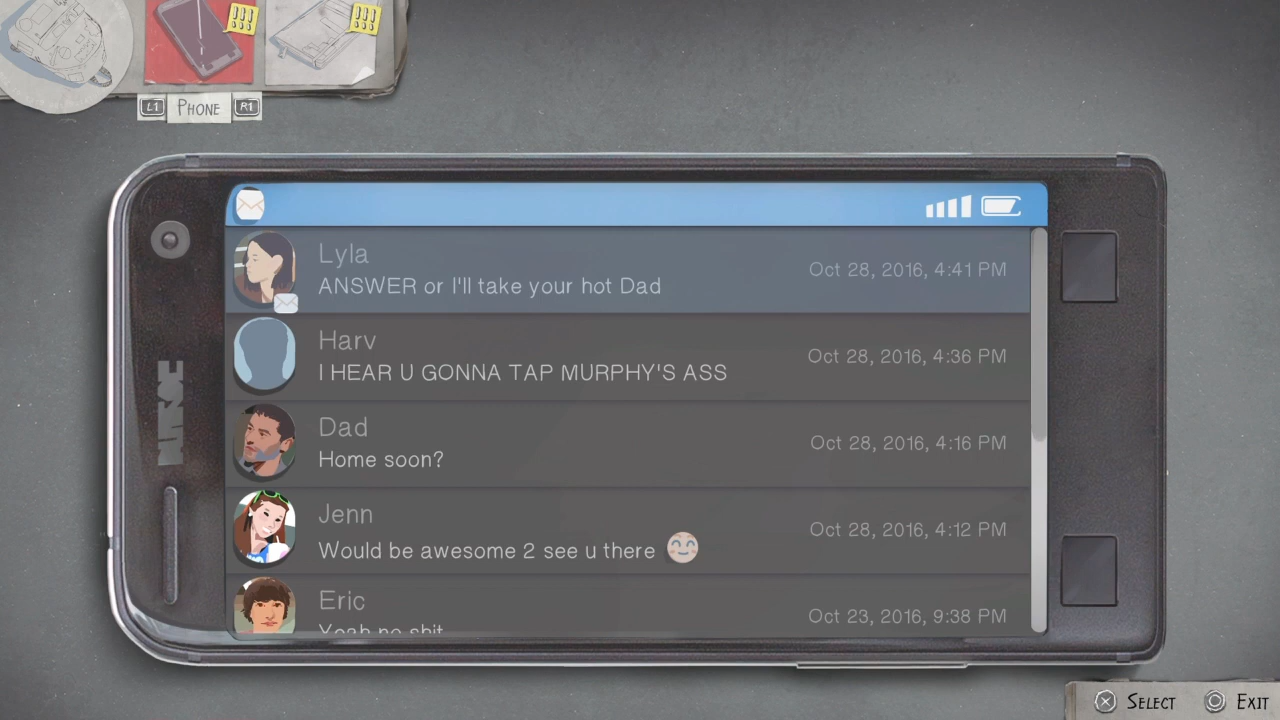 L1 PHONE R1
Lyla
ANSWER or I'll take your hot Dad
Oct 28, 2016, 4:41 PM
Harv
I HEAR U GONNA TAP MURPHY'S ASS
Oct 28, 2016, 4:36 PM
Dad
Home soon?
Oct 28, 2016, 4:16 PM
Jenn
Would be awesome 2 see u there 😊
Oct 28, 2016, 4:12 PM
Eric
Yeah no shit
Oct 23, 2016, 9:38 PM
SELECT
EXIT